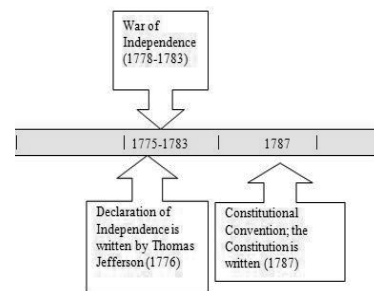 War of
Independence
(1778-1783)
1775-1783
1787
Declaration of
Independence is
written by Thomas
Jefferson (1776)
Constitutional
Convention; the
Constitution is
written (1787)